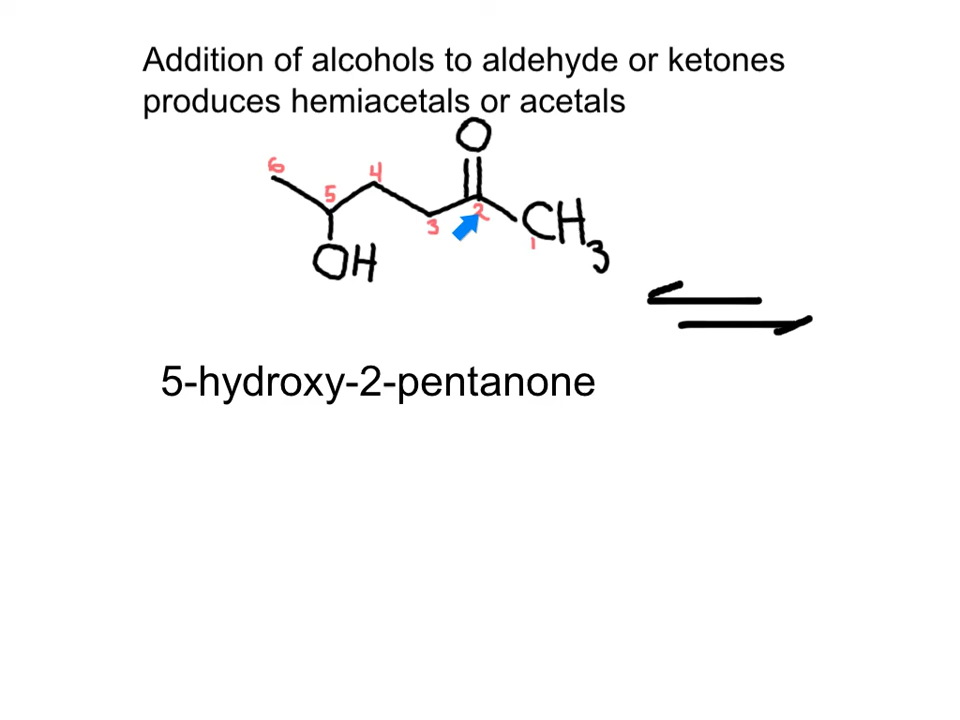 Addition of alcohols to aldehyde or ketones
produces hemiacetals or acetals
O
6
4
5
2
3
CH3
1
OH
5-hydroxy-2-pentanone